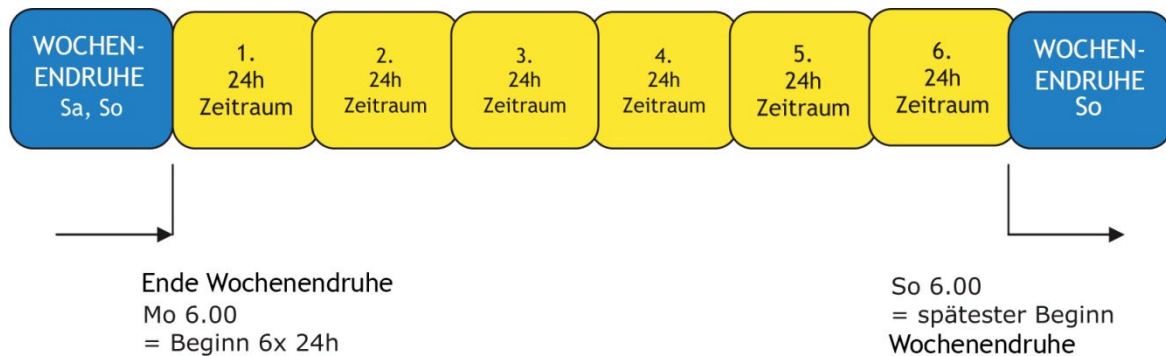 WOCHEN-
ENDRUHE
Sa, So
1.
24h
Zeitraum
2.
24h
Zeitraum
3.
24h
Zeitraum
4.
24h
Zeitraum
5.
24h
Zeitraum
6.
24h
Zeitraum
WOCHEN-
ENDRUHE
So
Ende Wochenendruhe
Mo 6.00
= Beginn 6x 24h
So 6.00
= spätester Beginn
Wochenendruhe